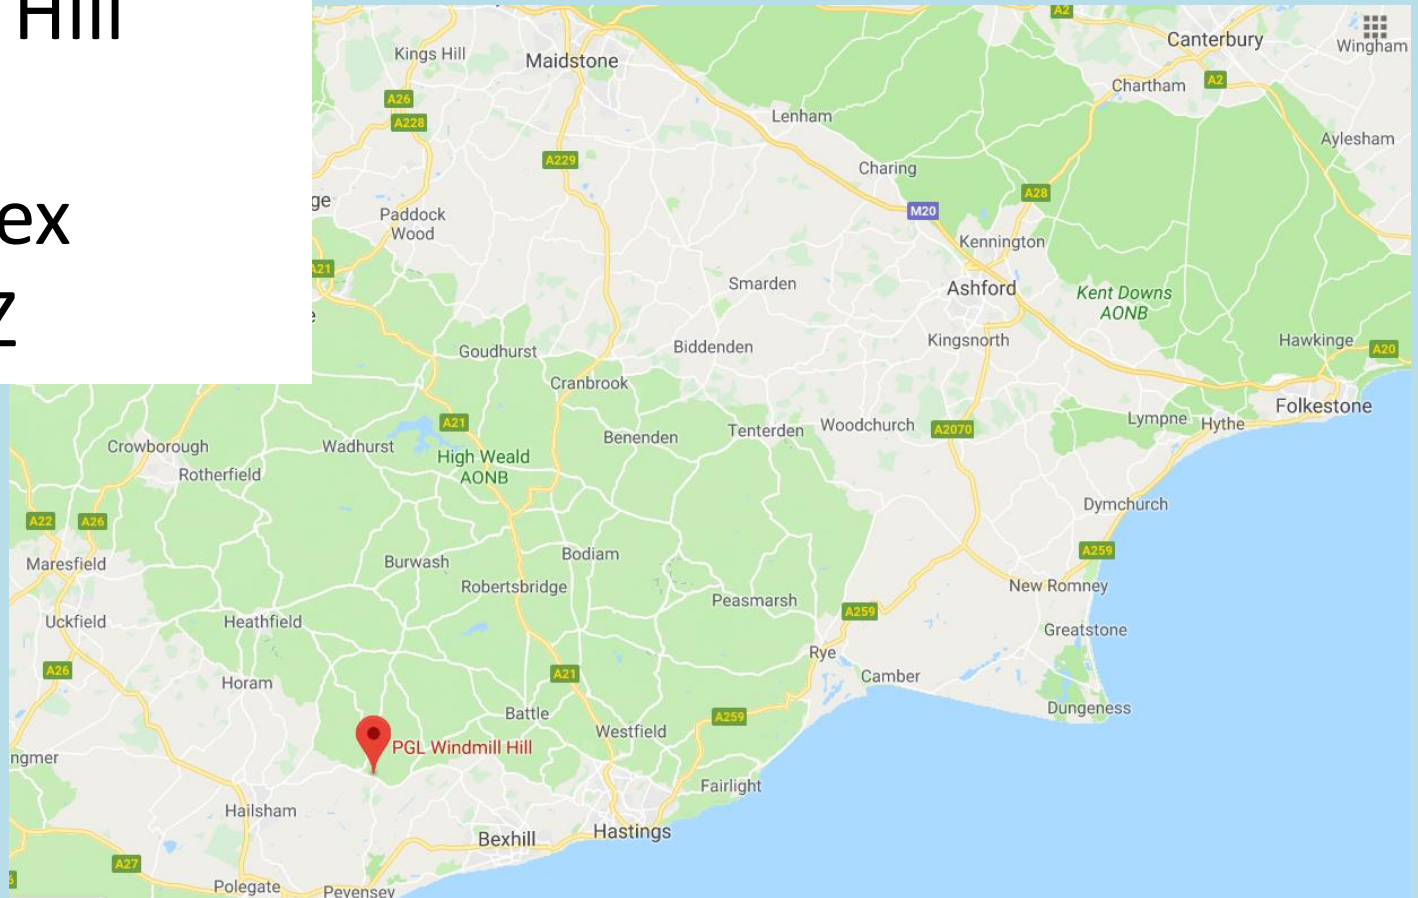 Hill
ex
Z
A2
Canterbury
Wingham
Kings Hill
Maidstone
A2
Chartham
A26
Lenham
A228
Aylesham
A229
Charing
A28
ge
M20
Paddock
Wood
Kennington
A21
Smarden
Ashford
Kent Downs
AONB
e
Goudhurst
Biddenden
Kingsnorth
Hawkinge
A20
Cranbrook
Folkestone
A21
Woodchurch
A2070
Lympne
Hythe
Crowborough
Wadhurst
Benenden
Tenterden
High Weald
AONB
Rotherfield
Dymchurch
A22
A26
A259
Maresfield
Burwash
Bodiam
Robertsbridge
New Romney
Peasmarsh
A259
Uckfield
Heathfield
Greatstone
Rye
A26
A21
Camber
Horam
Battle
A259
Dungeness
Westfield
PGL Windmill Hill
ngmer
Fairlight
Hailsham
Bexhill
Hastings
A27
Polegate
Pevensey